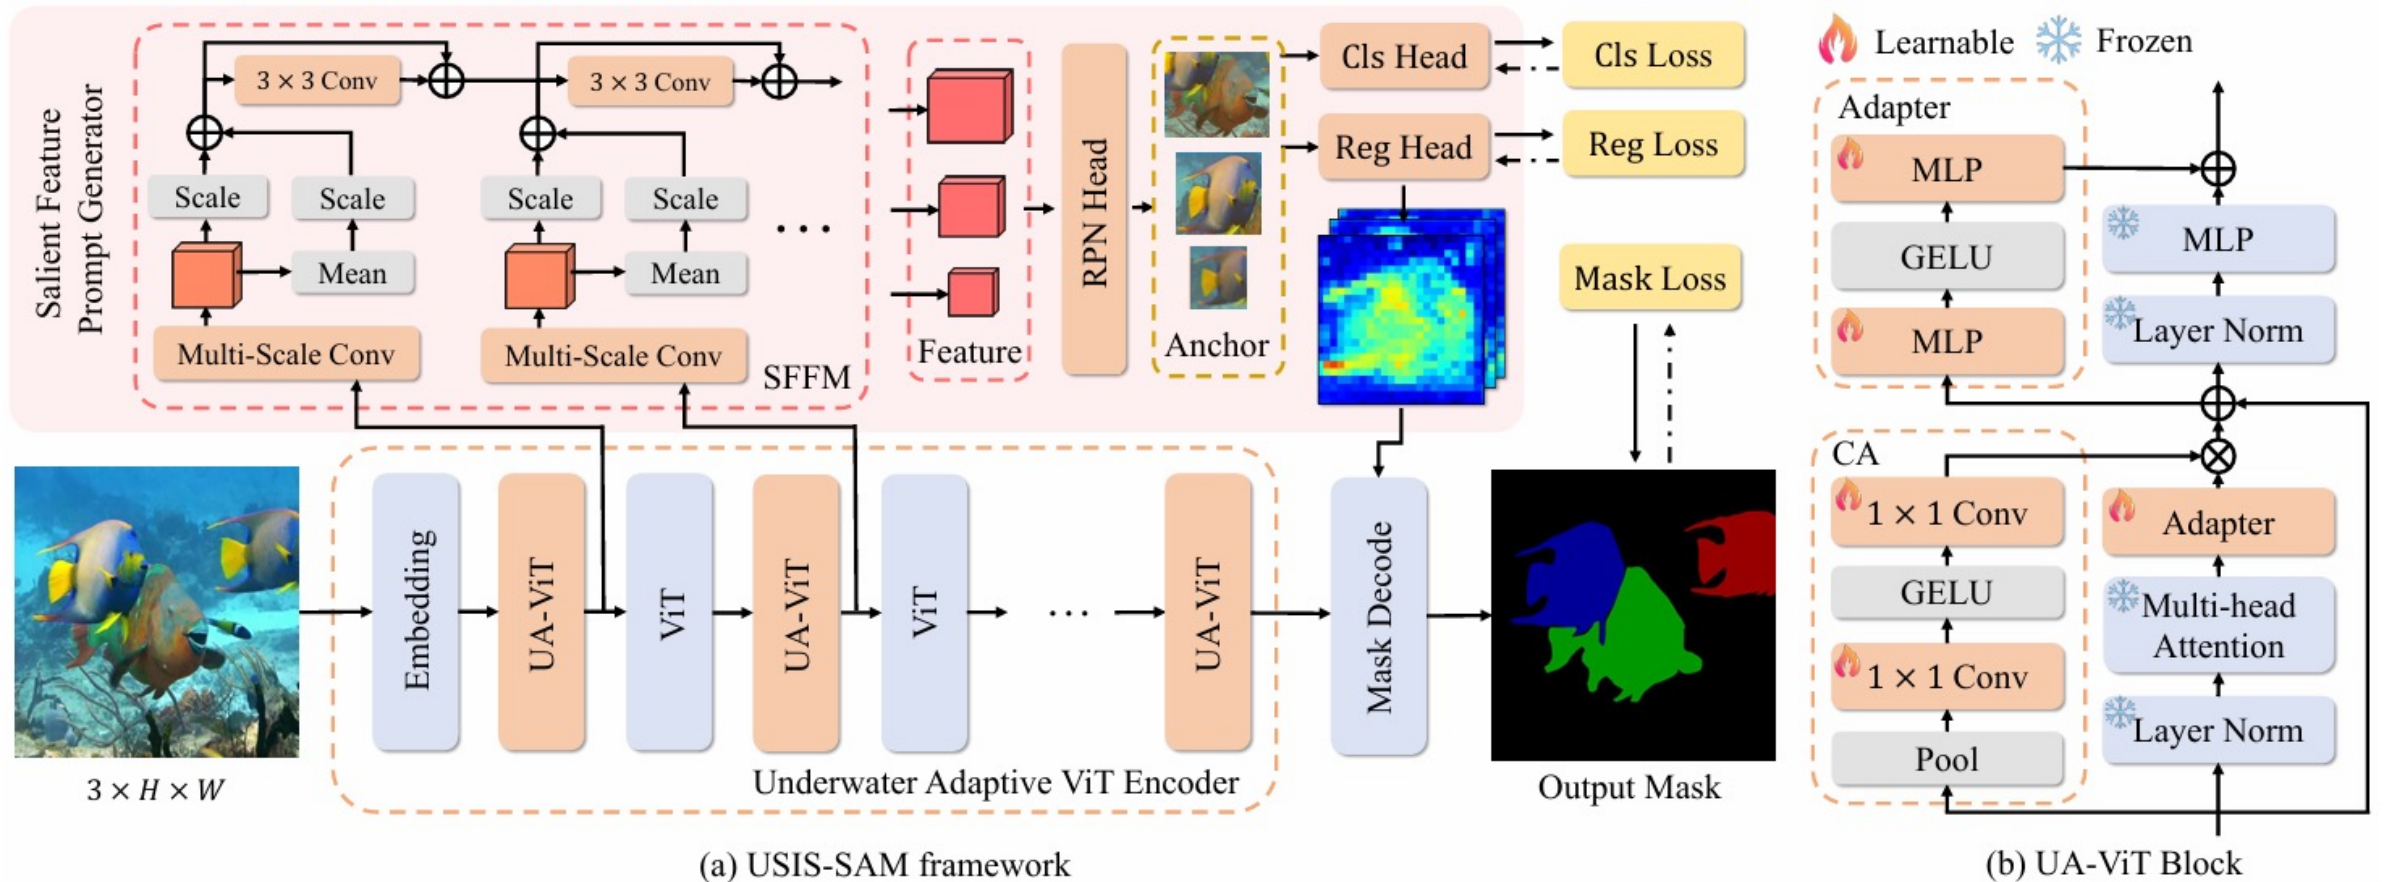 Salient Feature
Prompt Generator
3 × 3 Conv
3 × 3 Conv
Scale
Scale
Scale
Scale
Mean
Mean
...
Multi-Scale Conv
Multi-Scale Conv
SFFM
Feature
RPN Head
Anchor
Cls Head
Reg Head
Cls Loss
Reg Loss
Mask Loss
3 × H × W
Embedding
UA-ViT
ViT
UA-ViT
ViT
...
UA-ViT
Underwater Adaptive ViT Encoder
Mask Decode
Output Mask
(a) USIS-SAM framework
Learnable
Frozen
Adapter
MLP
GELU
MLP
MLP
Layer Norm
CA
1 × 1 Conv
GELU
1 × 1 Conv
Pool
Adapter
Multi-head
Attention
Layer Norm
(b) UA-ViT Block